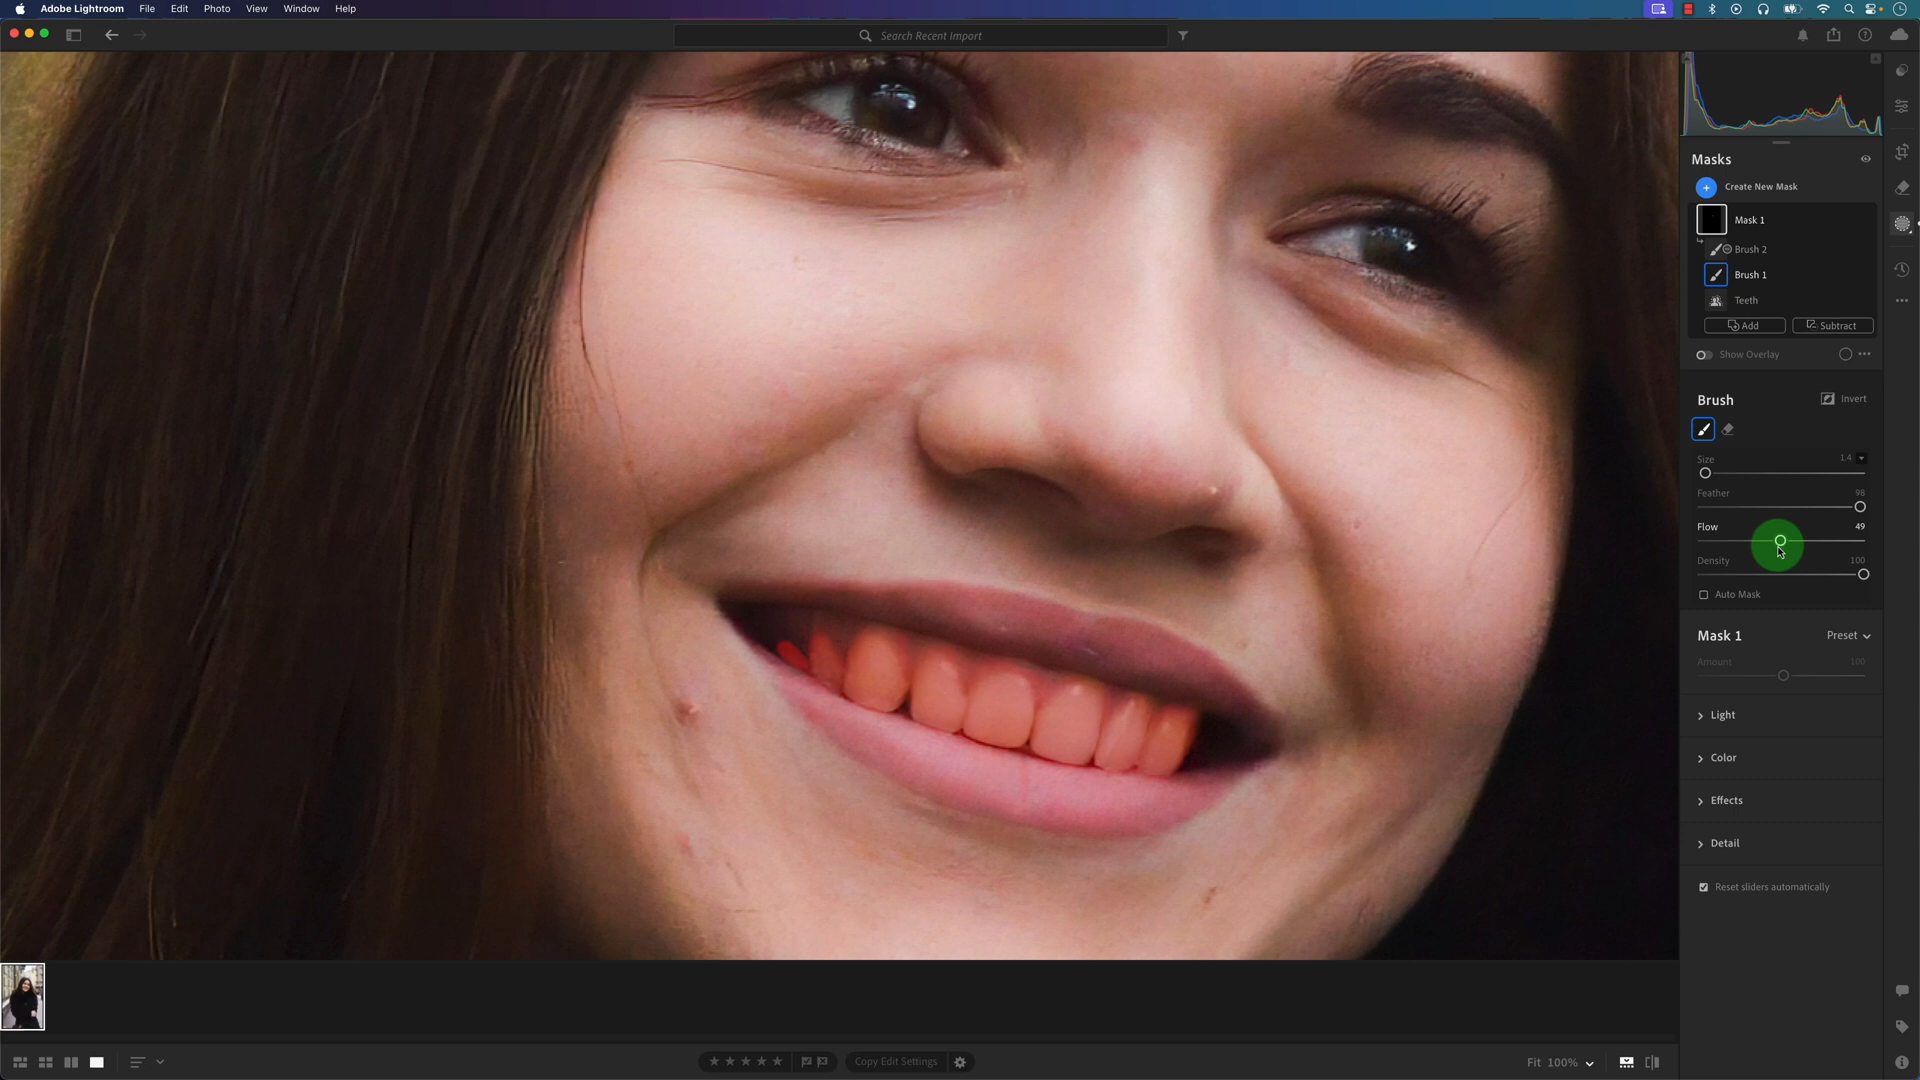 Adobe Lightroom File Edit Photo View Window Help
Search Recent Import
Masks
Create New Mask
Mask 1
Brush 2
Brush 1
Teeth
Add Subtract
Show Overlay
Brush Invert
Size 1.4
Feather 98
Flow 49
Density 100
Auto Mask
Mask 1 Preset
Amount 100
Light
Color
Effects
Detail
Reset sliders automatically
Copy Edit Settings
Fit 100%